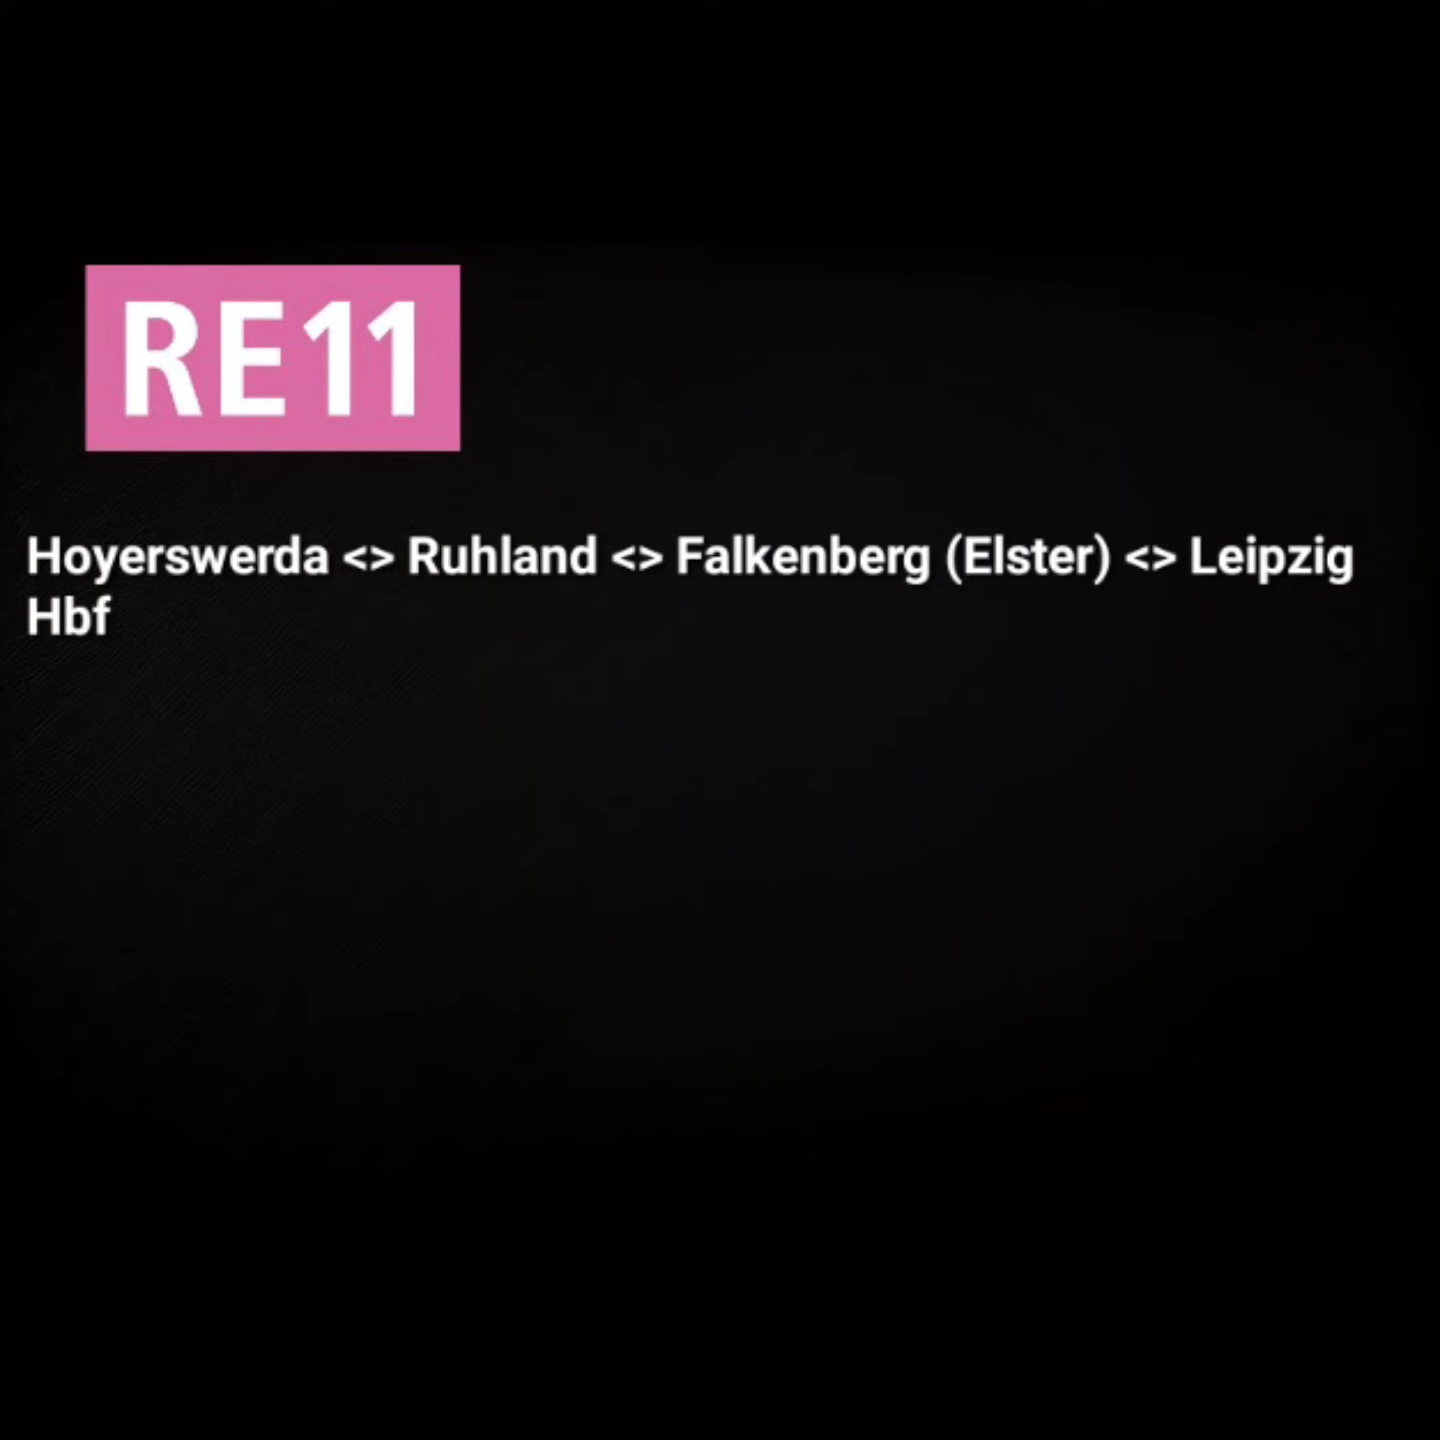 RE11
Hoyerswerda <> Ruhland <> Falkenberg (Elster) <> Leipzig
Hbf